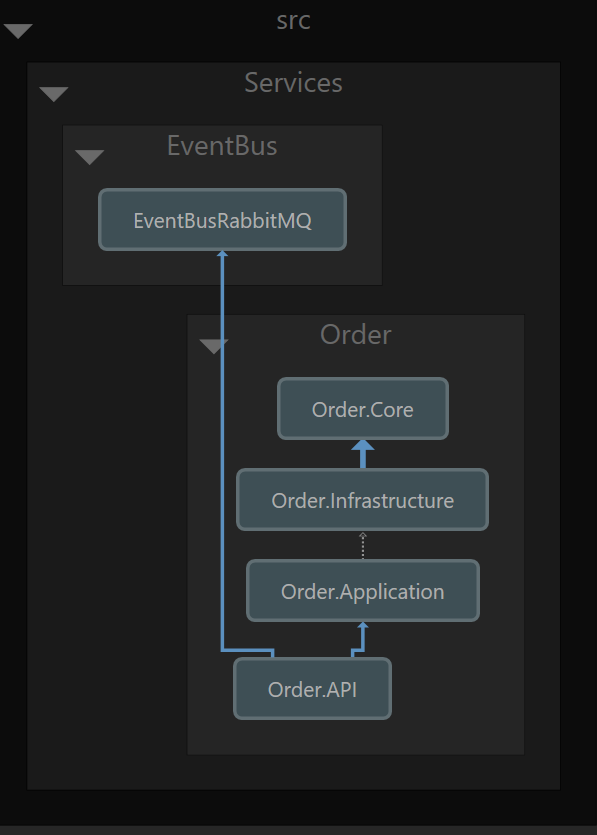 src
Services
EventBus
EventBusRabbitMQ
Order
Order.Core
Order.Infrastructure
Order.Application
Order.API